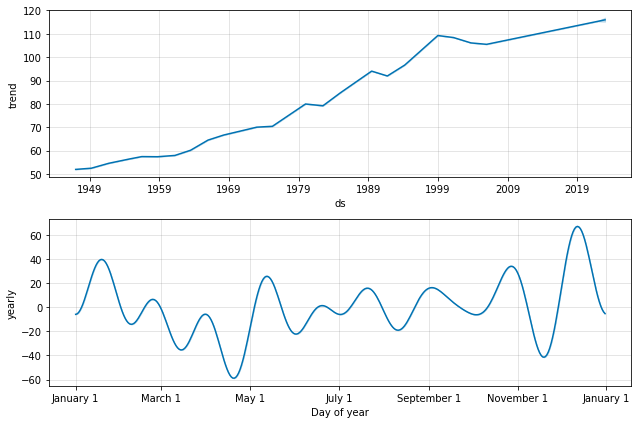 120
110
100
90
80
70
60
50
trend
1949 1959 1969 1979 1989 1999 2009 2019
ds
60
40
20
0
−20
−40
−60
yearly
January 1 March 1 May 1 July 1 September 1 November 1 January 1
Day of year